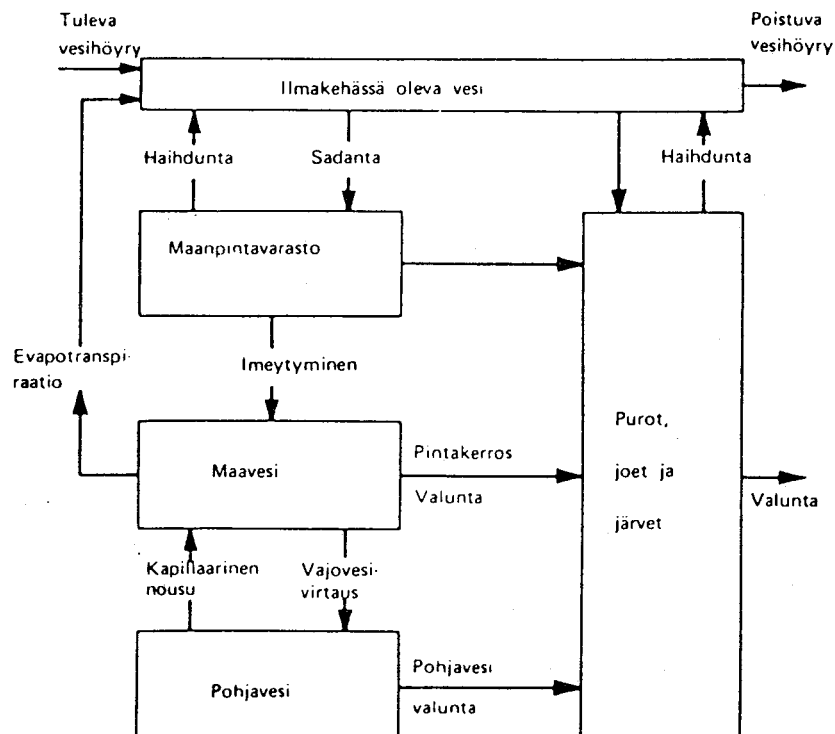 Tuleva
vesihöyry
Poistuva
vesihöyry
Ilmakehässä oleva vesi
Haihdunta
Sadanta
Haihdunta
Maanpintavarasto
Evapotranspi-
raatio
Imeytyminen
Maavesi
Pintakerros
Valunta
Purot,
joet ja
järvet
Valunta
Kapillaarinen
nousu
Vajovesi-
virtaus
Pohjavesi
Pohjavesi
valunta